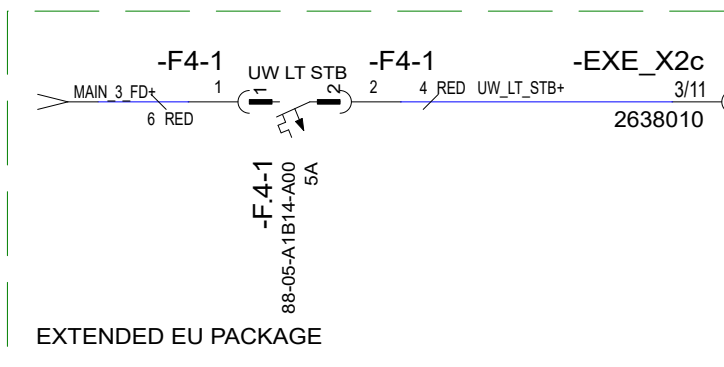 -F4-1
UW LT STB
-F4-1
-EXE_X2c
MAIN_3_FD+
1
1
2
2
4 RED
UW_LT_STB+
3/11
6 RED
2638010
-F.4-1
88-05-A1B14-A00
5A
EXTENDED EU PACKAGE